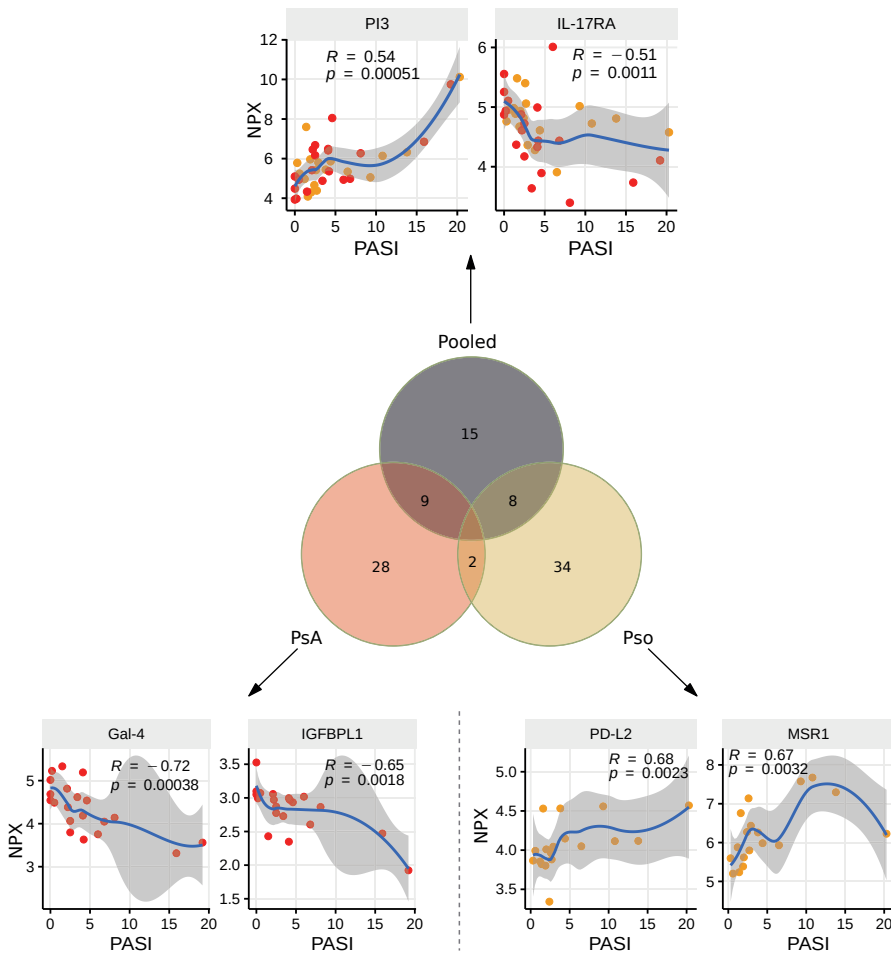 PI3
IL-17RA
R = 0.54
p = 0.00051
R = −0.51
p = 0.0011
NPX
12
10
8
6
4
6
5
4
0 5 10 15 20
0 5 10 15 20
PASI
PASI
Pooled
15
9
8
28
2
34
PsA
Pso
Gal-4
IGFBPL1
PD-L2
MSR1
R = −0.72
p = 0.00038
R = −0.65
p = 0.0018
R = 0.68
p = 0.0023
R = 0.67
p = 0.0032
NPX
5
4
3
3.5
3.0
2.5
2.0
1.5
NPX
5.0
4.5
4.0
3.5
8
7
6
5
0 5 10 15 20
0 5 10 15 20
0 5 10 15 20
0 5 10 15 20
PASI
PASI
PASI
PASI